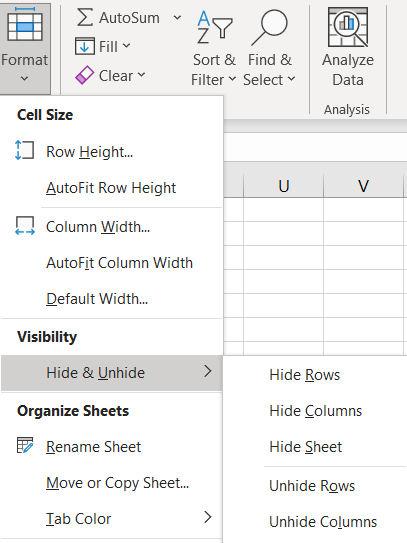 AutoSum
Fill
Clear
Format
Sort &
Filter
Find &
Select
Analyze
Data
Analysis
Cell Size
Row Height...
AutoFit Row Height
Column Width...
AutoFit Column Width
Default Width...
Visibility
Hide & Unhide
Organize Sheets
Rename Sheet
Move or Copy Sheet...
Tab Color
U V
Hide Rows
Hide Columns
Hide Sheet
Unhide Rows
Unhide Columns